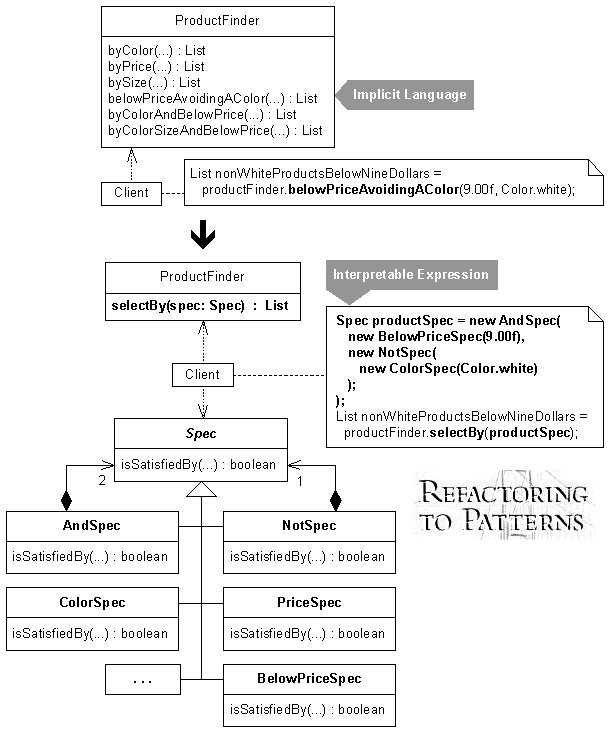 ProductFinder
byColor(...) : List
byPrice(...) : List
bySize(...) : List
belowPriceAvoidingAColor(...) : List
byColorAndBelowPrice(...) : List
byColorSizeAndBelowPrice(...) : List
Implicit Language
Client
List nonWhiteProductsBelowNineDollars =
productFinder.belowPriceAvoidingAColor(9.00f, Color.white);
ProductFinder
selectBy(spec: Spec) : List
Interpretable Expression
Spec productSpec = new AndSpec(
new BelowPriceSpec(9.00f),
new NotSpec(
new ColorSpec(Color.white)
);
);
List nonWhiteProductsBelowNineDollars =
productFinder.selectBy(productSpec);
Client
Spec
isSatisfiedBy(...) : boolean
2
1
AndSpec
isSatisfiedBy(...) : boolean
NotSpec
isSatisfiedBy(...) : boolean
REFACTORING
TO PATTERNS
ColorSpec
isSatisfiedBy(...) : boolean
PriceSpec
isSatisfiedBy(...) : boolean
...
BelowPriceSpec
isSatisfiedBy(...) : boolean